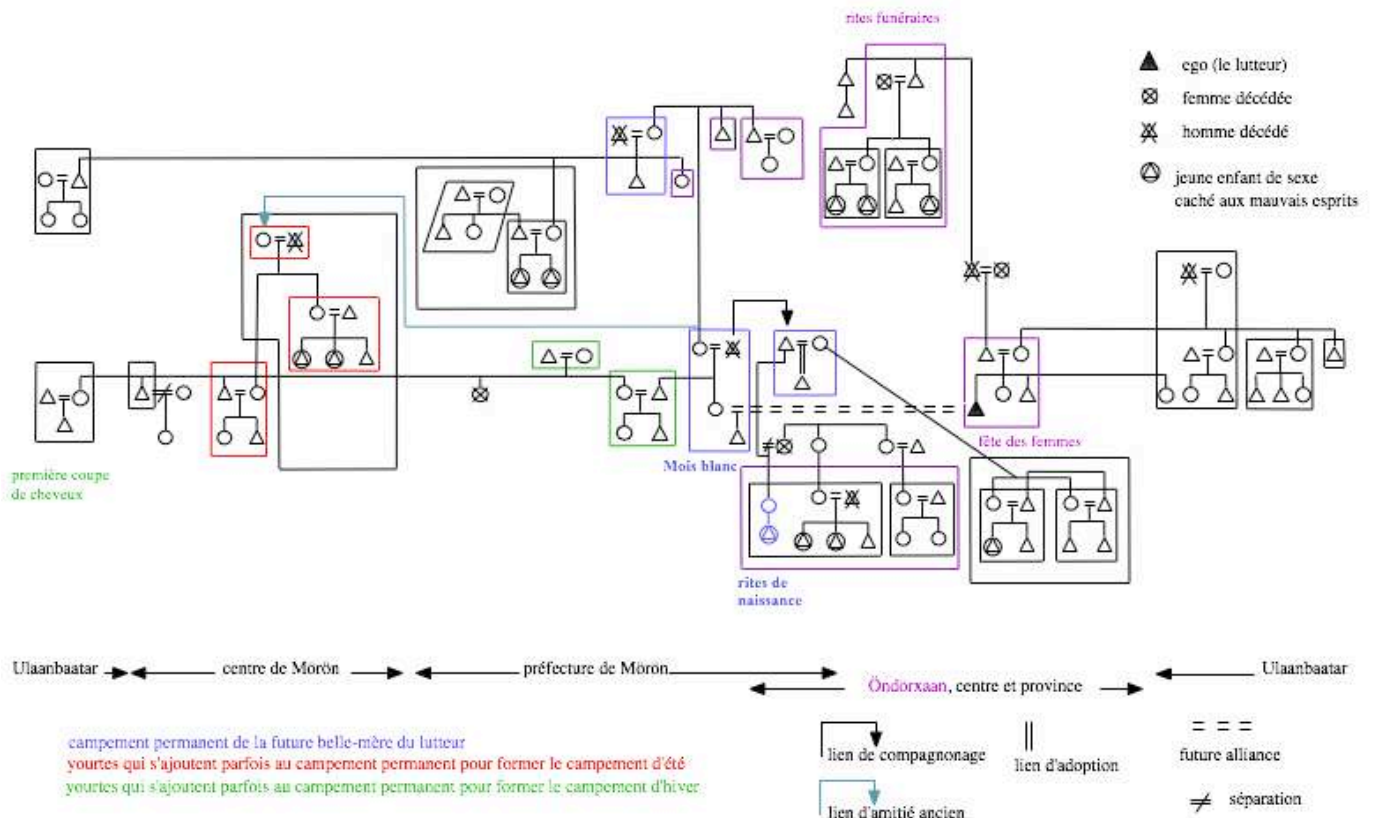 rites funéraires
ego (le lutteur)
femme décédée
homme décédé
jeune enfant de sexe
caché aux mauvais esprits
première coupe
de cheveux
Mois blanc
fête des femmes
rites de
naissance
Ulaanbaatar
centre de Mörön
préfecture de Mörön
Öndorxaan, centre et province
Ulaanbaatar
campement permanent de la future belle-mère du lutteur
yourtes qui s'ajoutent parfois au campement permanent pour former le campement d'été
yourtes qui s'ajoutent parfois au campement permanent pour former le campement d'hiver
lien de compagnonage
lien d'adoption
future alliance
lien d'amitié ancien
séparation